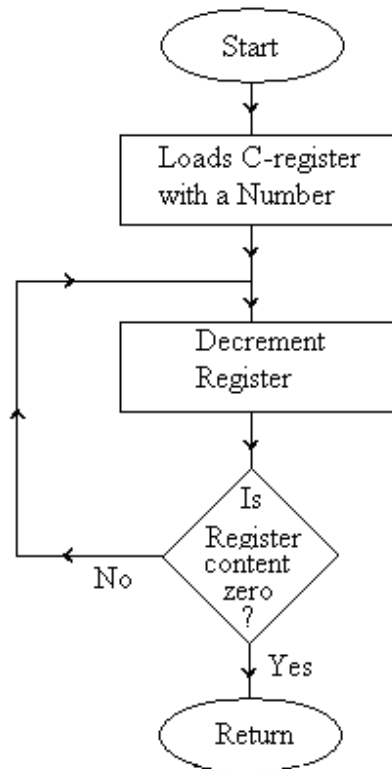 Start
Loads C-register
with a Number
Decrement
Register
Is
Register
content
zero
?
No
Yes
Return